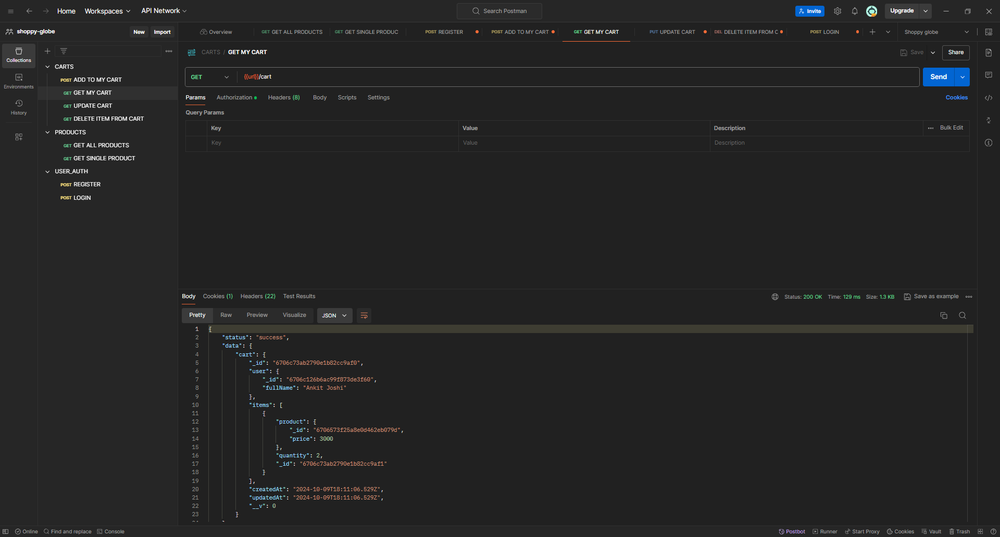 Home Workspaces API Network Search Postman Invite Upgrade
shoppy-globe New Import Overview GET GET ALL PRODUCTS GET GET SINGLE PRODUC POST REGISTER POST ADD TO MY CART GET GET MY CART PUT UPDATE CART DEL DELETE ITEM FROM C POST LOGIN Shoppy globe
Collections
Environments
History
CARTS
POST ADD TO MY CART
GET GET MY CART
GET UPDATE CART
GET DELETE ITEM FROM CART
PRODUCTS
GET GET ALL PRODUCTS
GET GET SINGLE PRODUCT
USER_AUTH
POST REGISTER
POST LOGIN
HTTP CARTS / GET MY CART Save Share
GET {{url}}/cart Send
Params Authorization Headers (8) Body Scripts Settings Cookies
Query Params
Key Value Description Bulk Edit
Key Value Description
Body Cookies (1) Headers (22) Test Results Status: 200 OK Time: 129 ms Size: 1.3 KB Save as example
Pretty Raw Preview Visualize JSON
1 {
2 "status": "success",
3 "data": {
4 "cart": {
5 "_id": "6706c73ab2790e1b82cc9af0",
6 "user": {
7 "_id": "6706c126b6ac99f873de3f60",
8 "fullName": "Ankit Joshi"
9 },
10 "items": [
11 {
12 "product": {
13 "_id": "6706573f25a8e0d462eb079d",
14 "price": 3000
15 },
16 "quantity": 2,
17 "_id": "6706c73ab2790e1b82cc9af1"
18 }
19 ],
20 "createdAt": "2024-10-09T18:11:06.529Z",
21 "updatedAt": "2024-10-09T18:11:06.529Z",
22 "__v": 0
23 }
Online Find and replace Console Postbot Runner Start Proxy Cookies Vault Trash